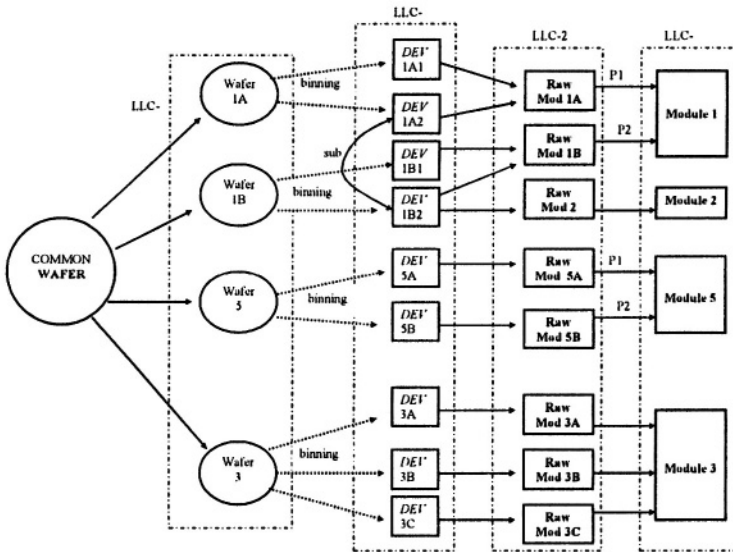 LLC-
LLC-2
LLC-
LLC-
COMMON
WAFER
Wafer
1A
Wafer
1B
Wafer
5
Wafer
3
binning
binning
binning
binning
sub
DEV
1A1
DEV
1A2
DEV
1B1
DEV
1B2
DEV
5A
DEV
5B
DEV
3A
DEV
3B
DEV
3C
Raw
Mod 1A
Raw
Mod 1B
Raw
Mod 2
Raw
Mod 5A
Raw
Mod 5B
Raw
Mod 3A
Raw
Mod 3B
Raw
Mod 3C
P1
P2
P1
P2
Module 1
Module 2
Module 5
Module 3